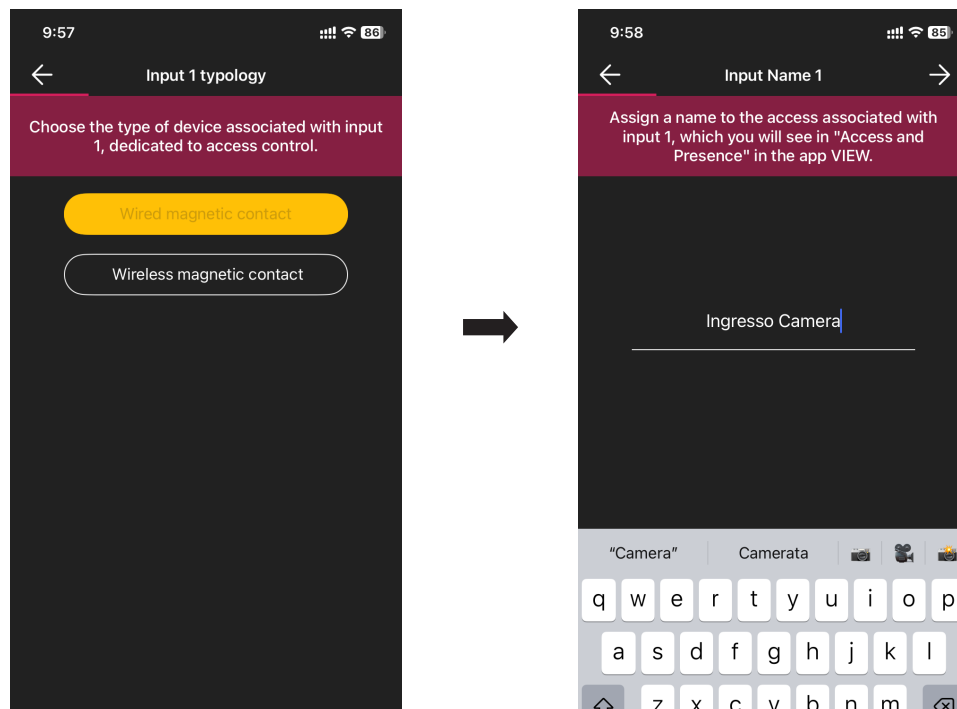 9:57
86
Input 1 typology
Choose the type of device associated with input
1, dedicated to access control.
Wired magnetic contact
Wireless magnetic contact
9:58
85
Input Name 1
Assign a name to the access associated with
input 1, which you will see in "Access and
Presence" in the app VIEW.
Ingresso Camera
“Camera” Camerata
q w e r t y u i o p
a s d f g h j k l
z x c v b n m